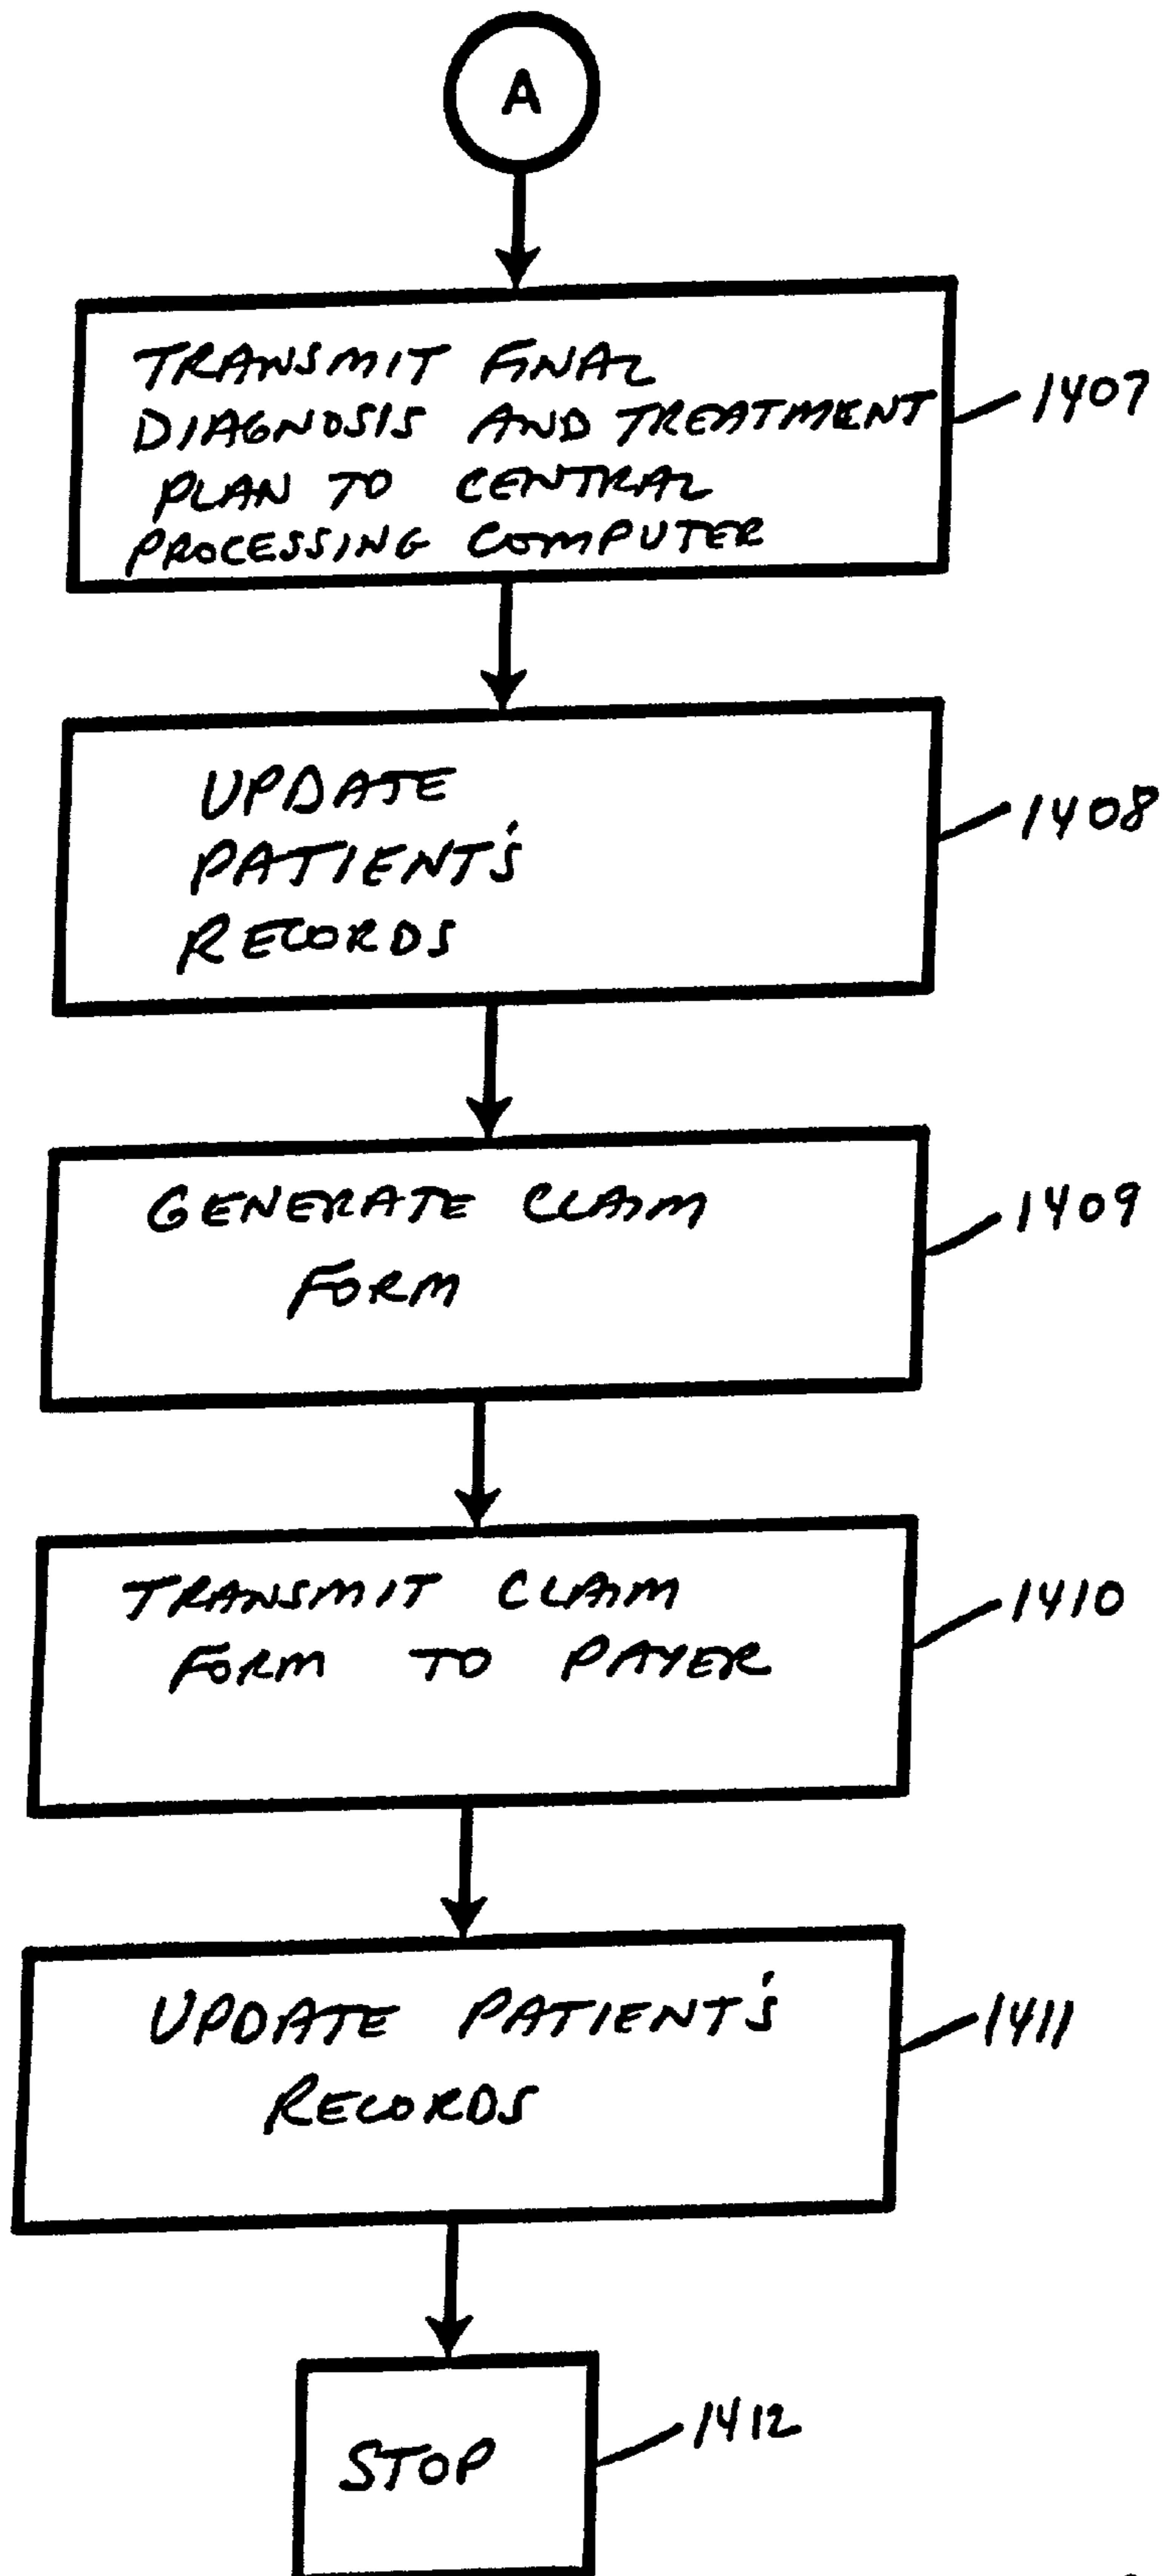 A
TRANSMIT FINAL
DIAGNOSIS AND TREATMENT
PLAN TO CENTRAL
PROCESSING COMPUTER
1407
UPDATE
PATIENT'S
RECORDS
1408
GENERATE CLAIM
FORM
1409
TRANSMIT CLAIM
FORM TO PAYER
1410
UPDATE PATIENT'S
RECORDS
1411
STOP
1412